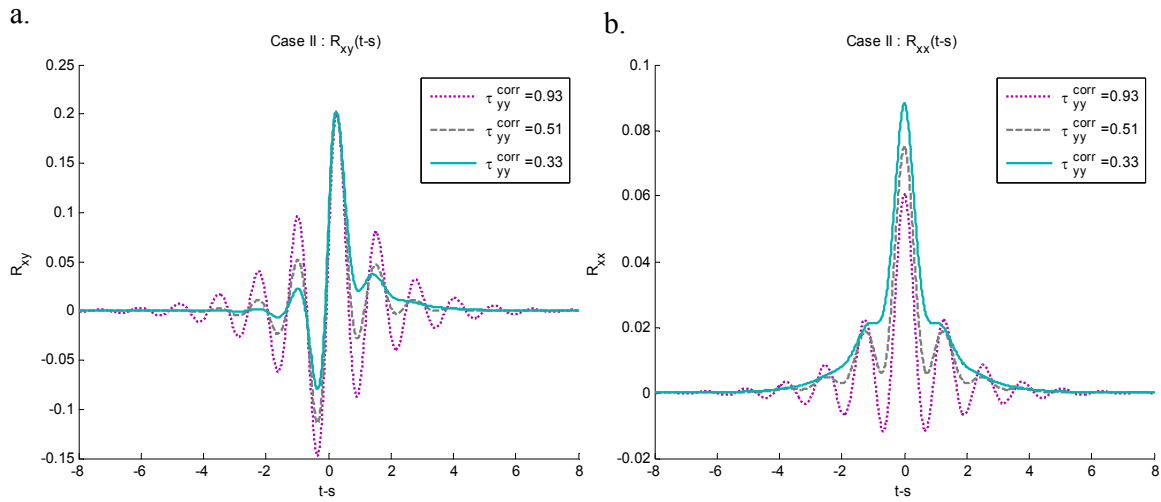 a.
Case II : R_xy(t-s)
0.25
0.2
0.15
0.1
0.05
0
-0.05
-0.1
-0.15
R_xy
-8 -6 -4 -2 0 2 4 6 8
t-s
τ_yy^corr=0.93
τ_yy^corr=0.51
τ_yy^corr=0.33
b.
Case II : R_xx(t-s)
0.1
0.08
0.06
0.04
0.02
0
-0.02
R_xx
-8 -6 -4 -2 0 2 4 6 8
t-s
τ_yy^corr=0.93
τ_yy^corr=0.51
τ_yy^corr=0.33